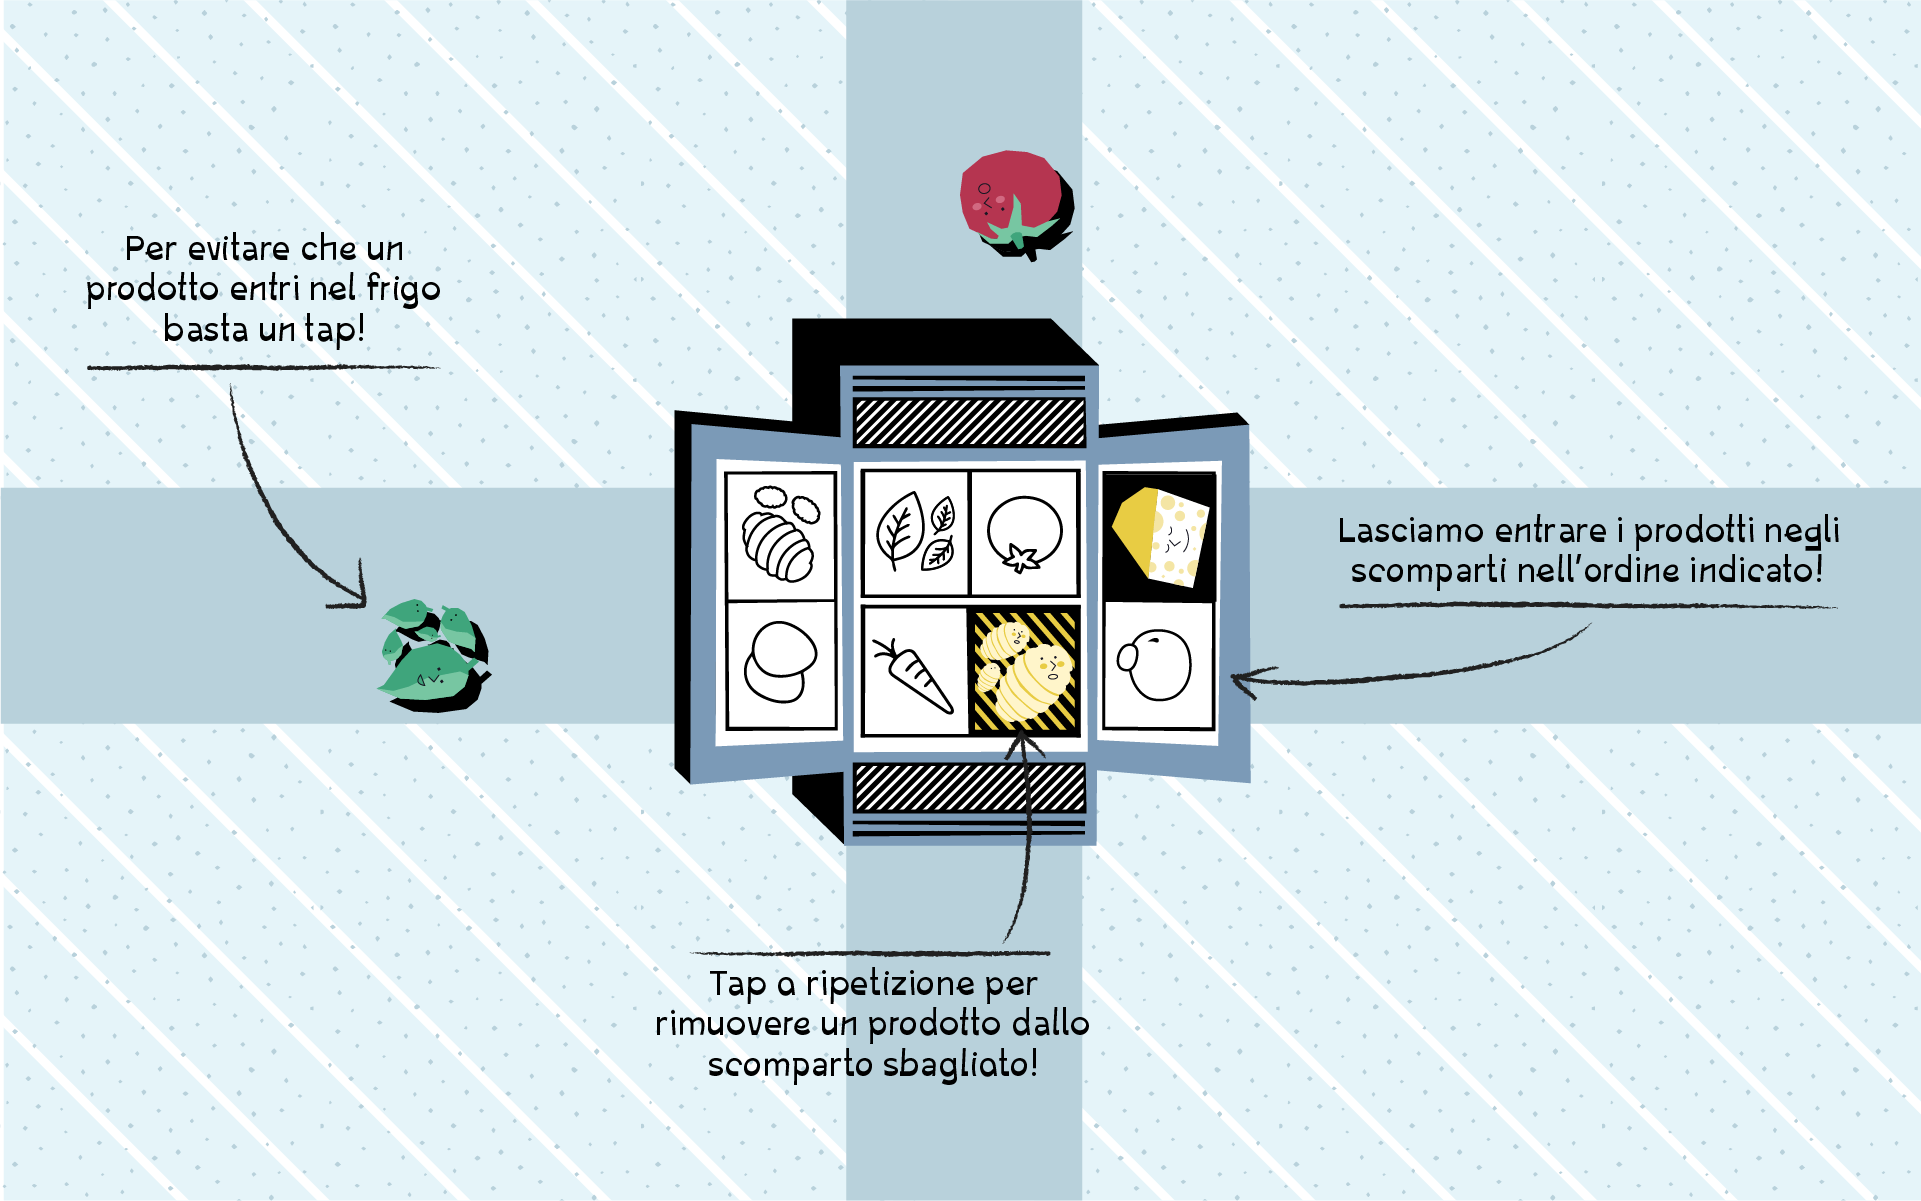 Per evitare che un
prodotto entri nel frigo
basta un tap!
Lasciamo entrare i prodotti negli
scomparti nell'ordine indicato!
Tap a ripetizione per
rimuovere un prodotto dallo
scomparto sbagliato!